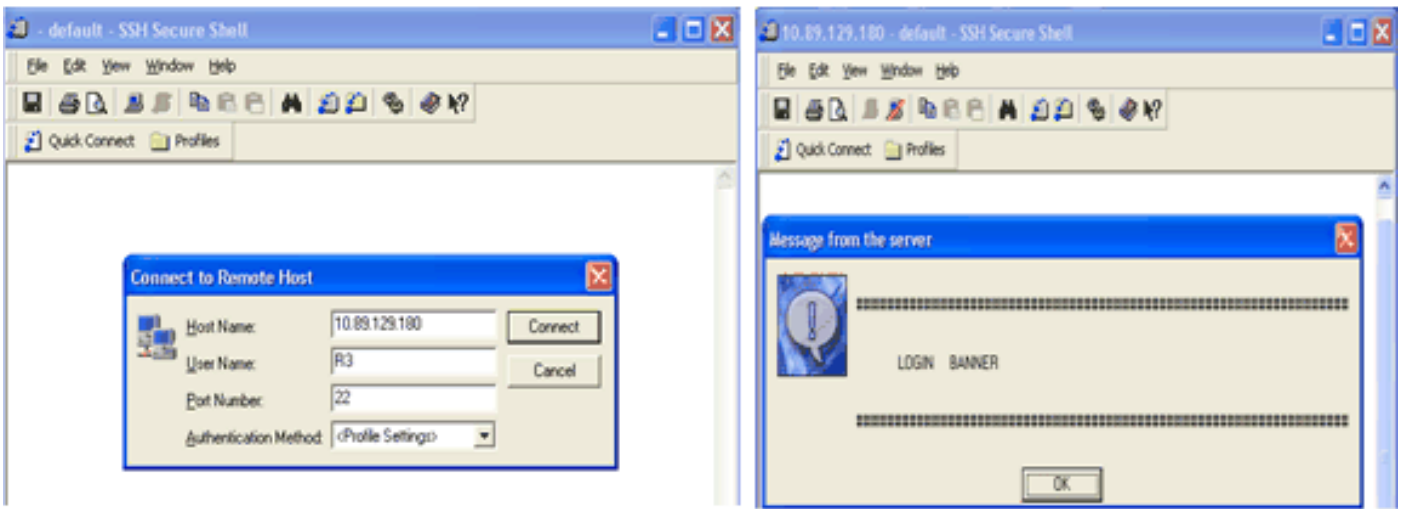 - default - SSH Secure Shell
File Edit View Window Help
Quick Connect Profiles
Connect to Remote Host
Host Name: 10.89.129.180 Connect
User Name: R3 Cancel
Port Number: 22
Authentication Method: <Profile Settings>
10.89.129.180 - default - SSH Secure Shell
File Edit View Window Help
Quick Connect Profiles
Message from the server
LOGIN BANNER
OK